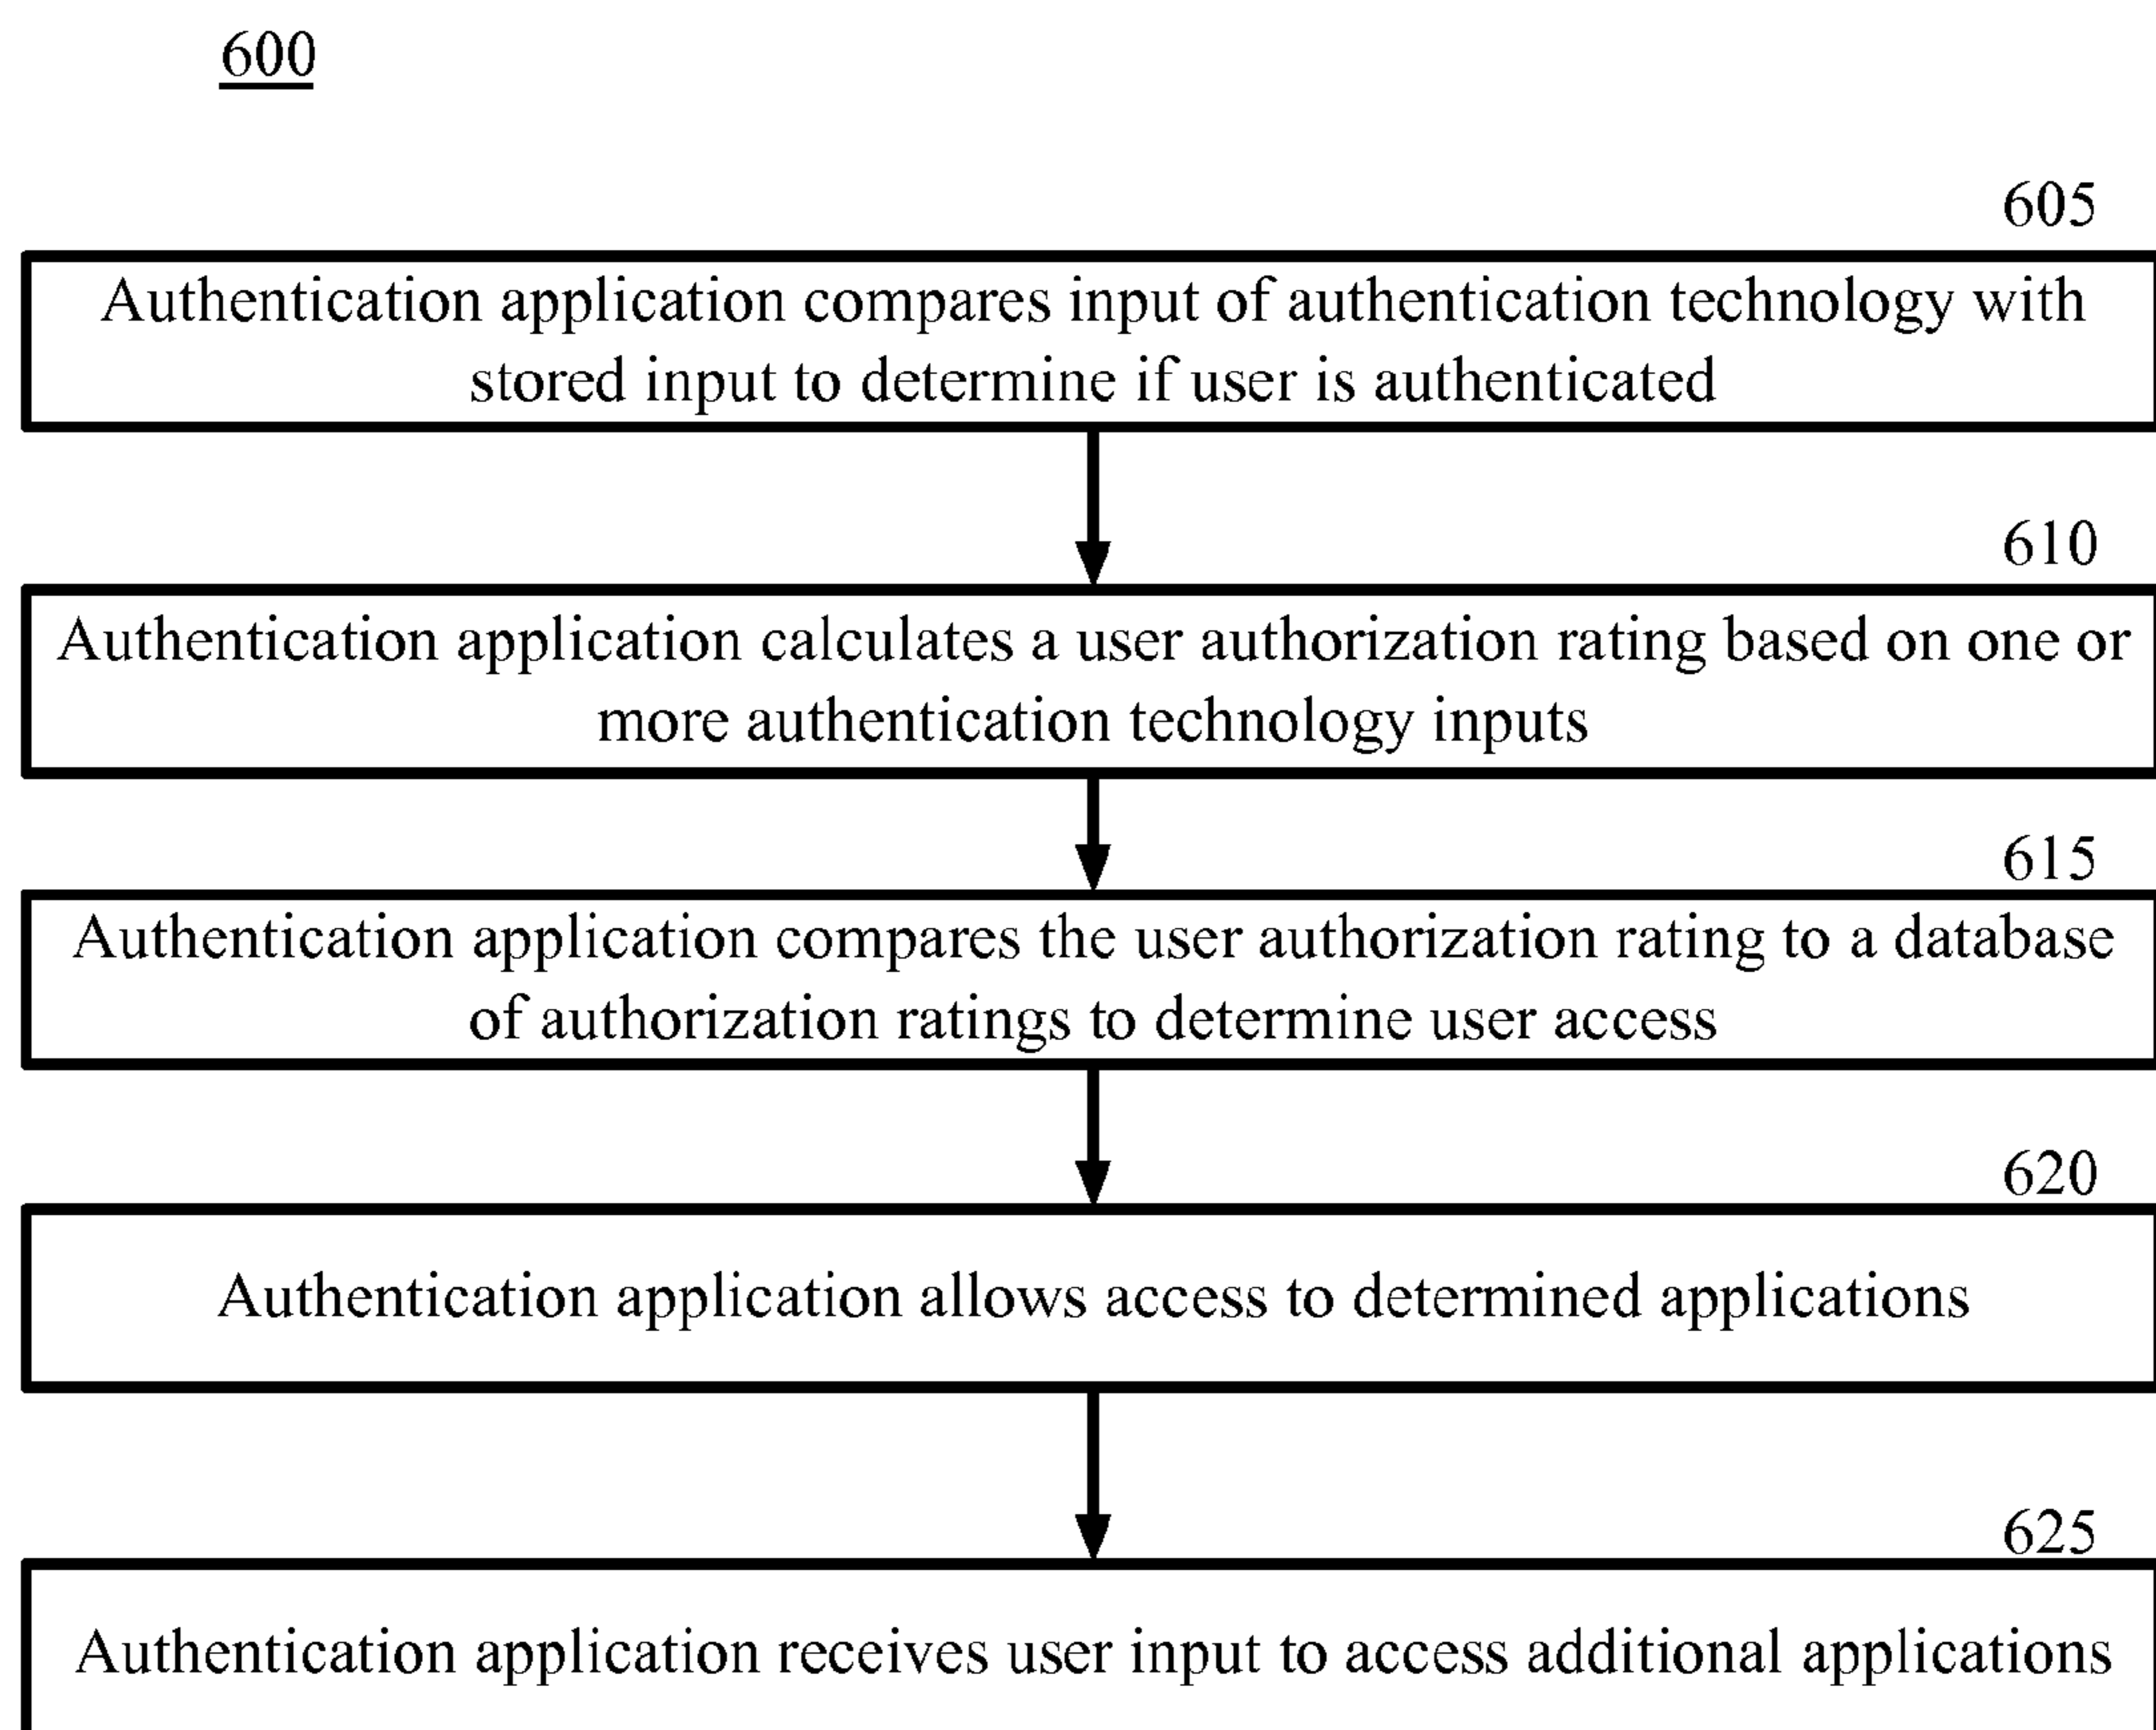 600
605
Authentication application compares input of authentication technology with
stored input to determine if user is authenticated
610
Authentication application calculates a user authorization rating based on one or
more authentication technology inputs
615
Authentication application compares the user authorization rating to a database
of authorization ratings to determine user access
620
Authentication application allows access to determined applications
625
Authentication application receives user input to access additional applications